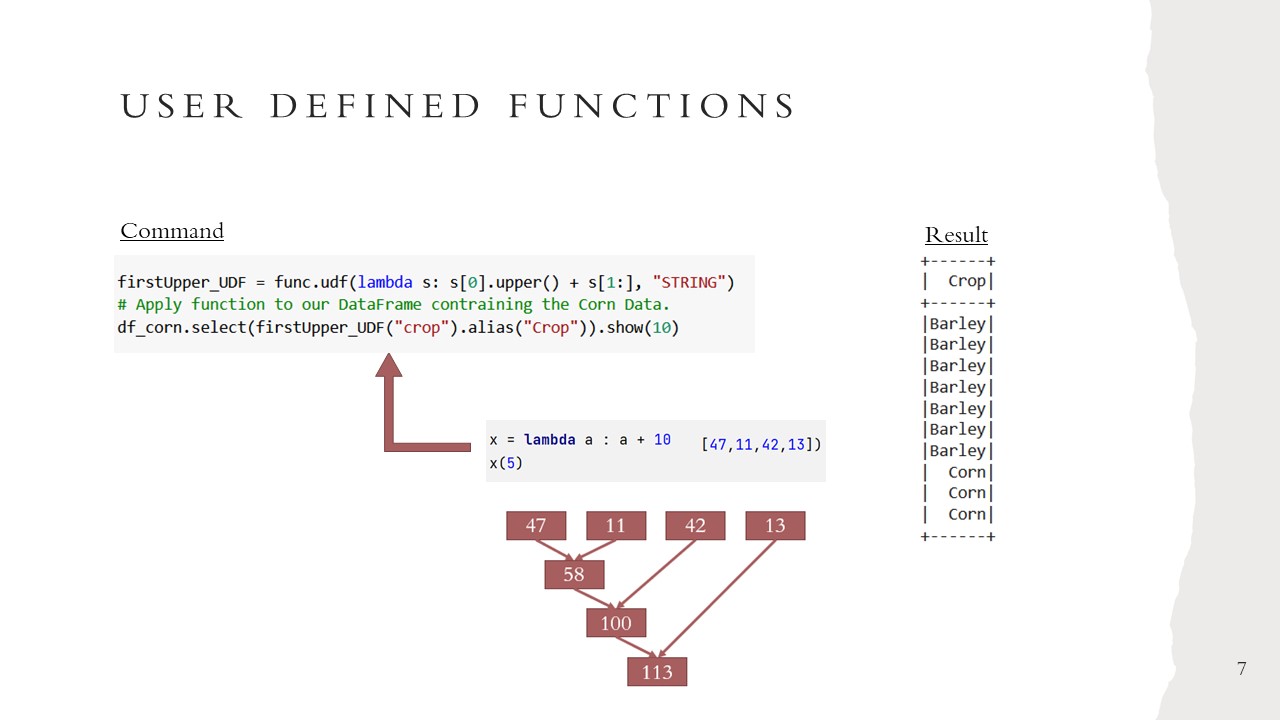 USER DEFINED FUNCTIONS
Command
firstUpper_UDF = func.udf(lambda s: s[0].upper() + s[1:], "STRING")
# Apply function to our DataFrame contraining the Corn Data.
df_corn.select(firstUpper_UDF("crop").alias("Crop")).show(10)
x = lambda a : a + 10
x(5)
[47,11,42,13])
47 11 42 13
58
100
113
Result
+------+
|  Crop|
+------+
|Barley|
|Barley|
|Barley|
|Barley|
|Barley|
|Barley|
|Barley|
|  Corn|
|  Corn|
|  Corn|
+------+
7